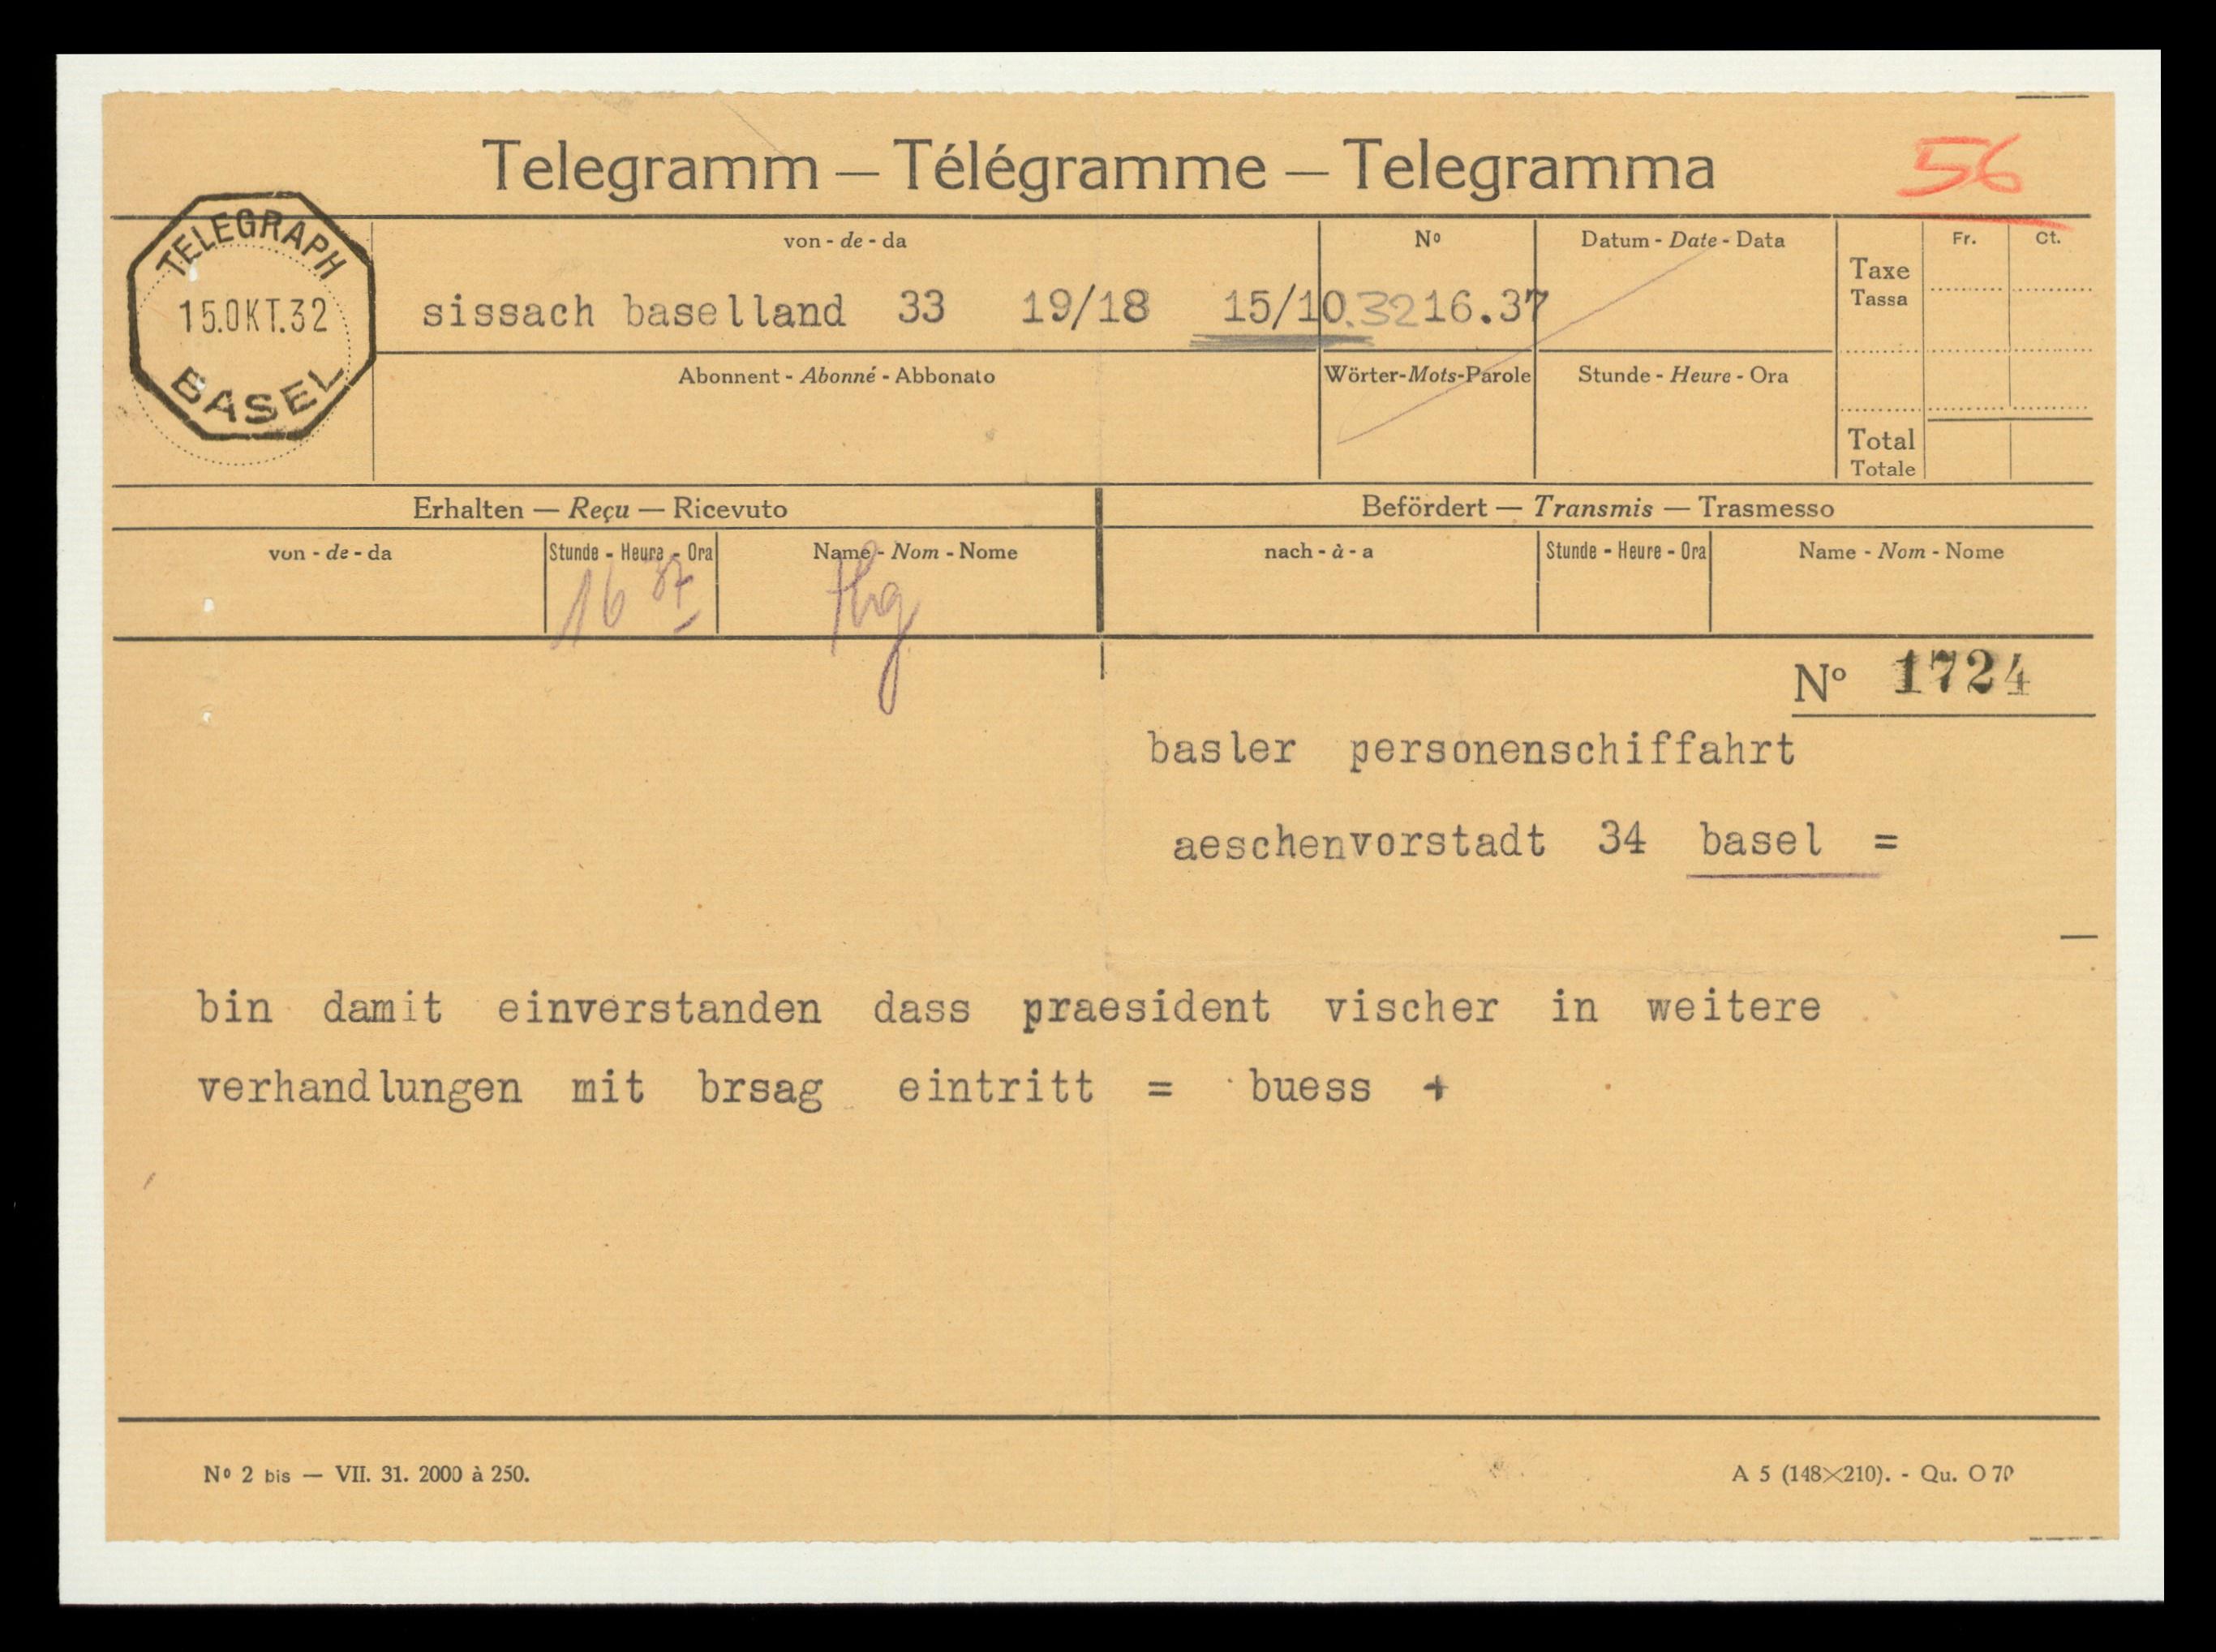 Telegramm — Télégramme — Telegramma
56
TELEGRAPH
15.OKT.32
BASEL
von - de - da
Nº
Datum - Date - Data
Fr.
Ct.
Taxe
Tassa
sissach baselland 33 19/18 15/10.32 16.37
Abonnent - Abonné - Abbonato
Wörter-Mots-Parole
Stunde - Heure - Ora
Total
Totale
Erhalten — Reçu — Ricevuto
Befördert — Transmis — Trasmesso
von - de - da
Stunde - Heure - Ora
Name - Nom - Nome
nach - à - a
Stunde - Heure - Ora
Name - Nom - Nome
16 37
Nº 1724
basler personenschiffahrt
aeschenvorstadt 34 basel =
bin damit einverstanden dass praesident vischer in weitere
verhandlungen mit brsag eintritt = buess +
Nº 2 bis — VII. 31. 2000 à 250.
A 5 (148×210). - Qu. O 70